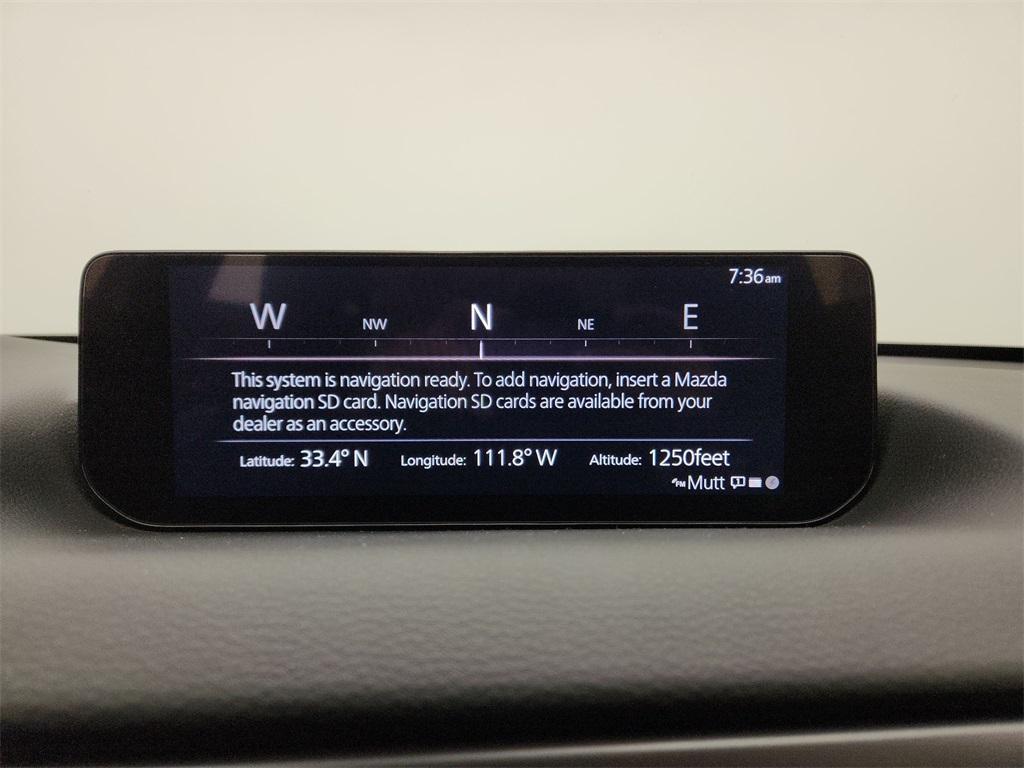 7:36am
W NW N NE E
This system is navigation ready. To add navigation, insert a Mazda
navigation SD card. Navigation SD cards are available from your
dealer as an accessory.
Latitude: 33.4° N Longitude: 111.8° W Altitude: 1250feet
FM Mutt